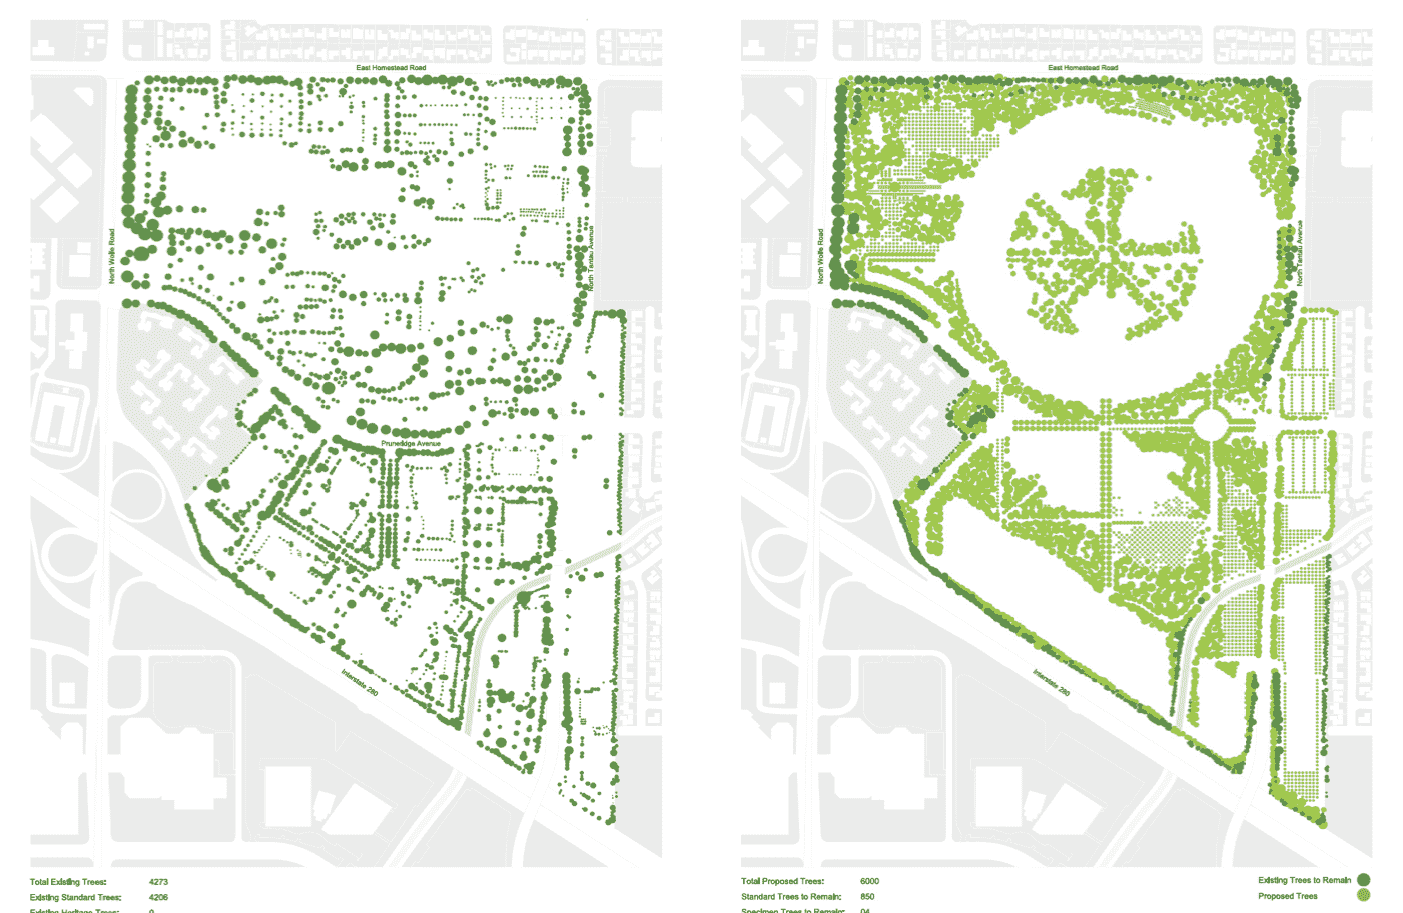 East Homestead Road
North Wolfe Road
North Tantau Avenue
Pruneridge Avenue
Interstate 280
Total Existing Trees: 4273
Existing Standard Trees: 4206
Existing Heritage Trees: 0
East Homestead Road
North Wolfe Road
North Tantau Avenue
Interstate 280
Total Proposed Trees: 6000
Standard Trees to Remain: 850
Specimen Trees to Remain: 04
Existing Trees to Remain
Proposed Trees